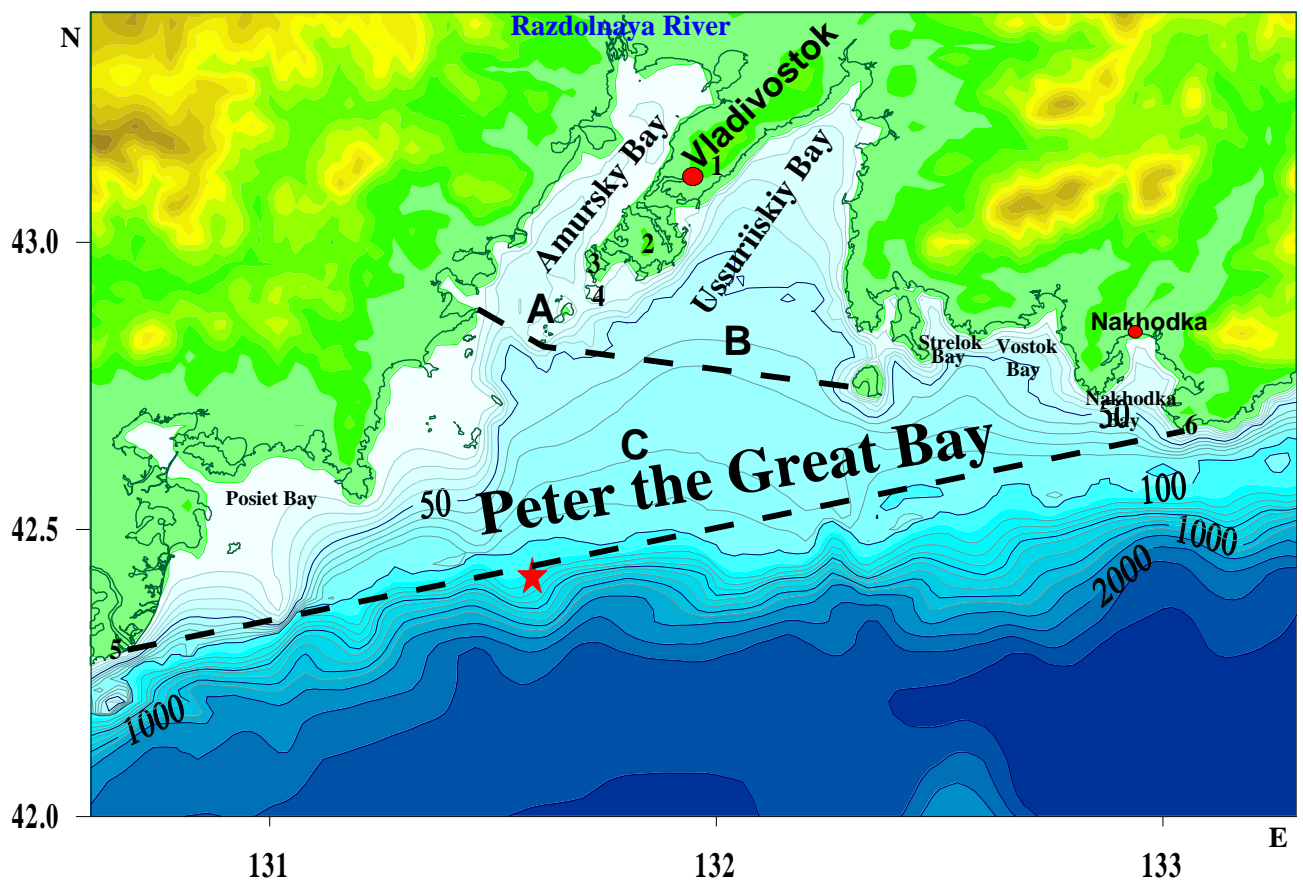 N
Razdolnaya River
Vladivostok
1
Amursky Bay
Ussuriiskiy Bay
2
3
4
43.0
A
B
Nakhodka
Strelok
Bay
Vostok
Bay
Nakhodka
Bay
50
6
C
Peter the Great Bay
Posiet Bay
50
100
42.5
1000
2000
5
1000
42.0
E
131
132
133